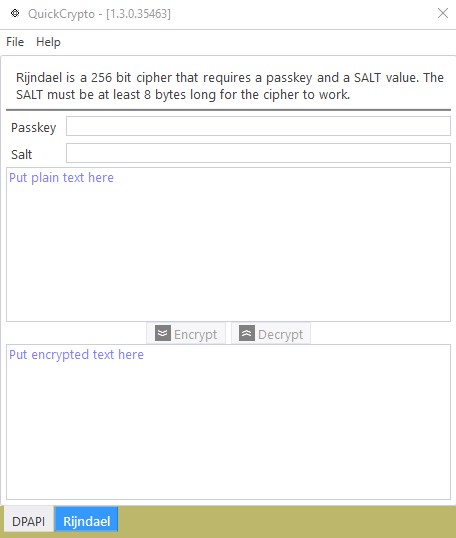 QuickCrypto - [1.3.0.35463]
File Help
Rijndael is a 256 bit cipher that requires a passkey and a SALT value. The
SALT must be at least 8 bytes long for the cipher to work.
Passkey
Salt
Put plain text here
Encrypt Decrypt
Put encrypted text here
DPAPI Rijndael